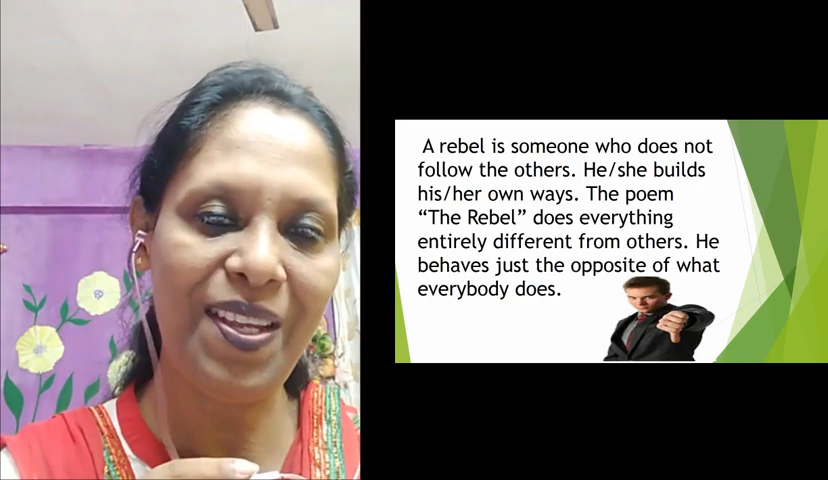 A rebel is someone who does not
follow the others. He/she builds
his/her own ways. The poem
“The Rebel” does everything
entirely different from others. He
behaves just the opposite of what
everybody does.